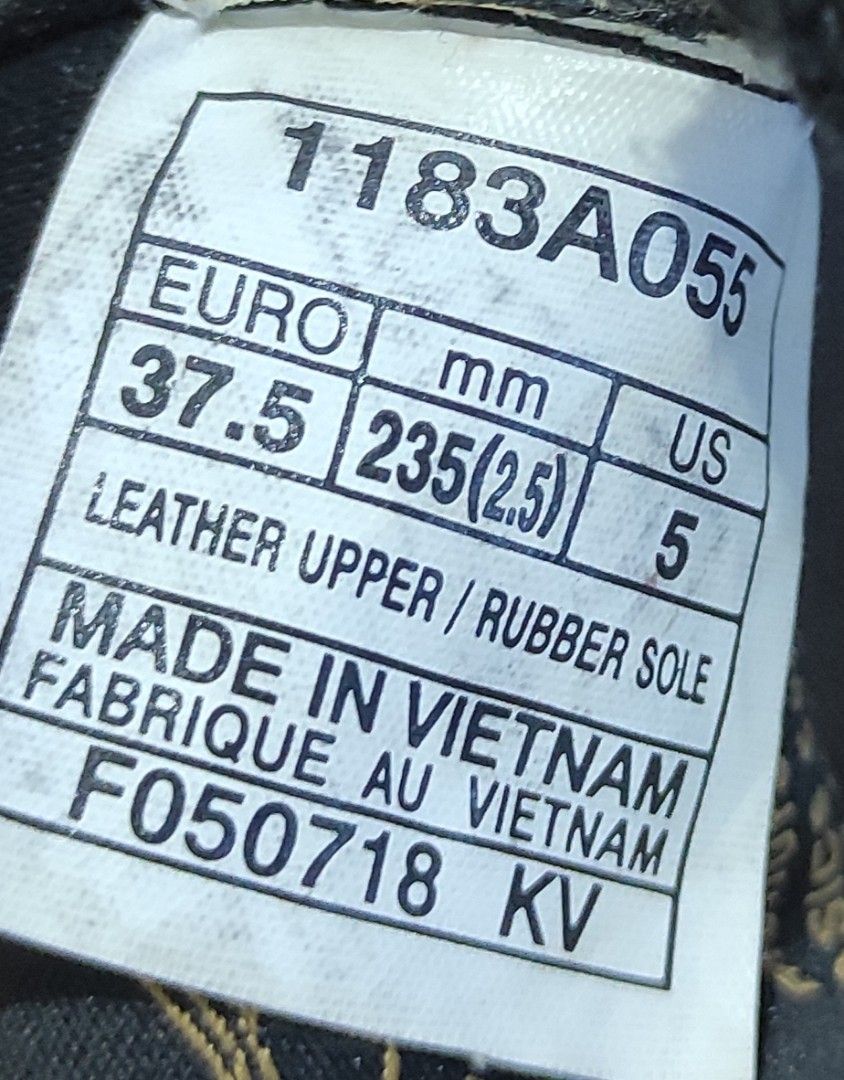 1183A055
EURO mm US
37.5 235(2.5) 5
LEATHER UPPER / RUBBER SOLE
MADE IN VIETNAM
FABRIQUE AU VIETNAM
F050718 KV